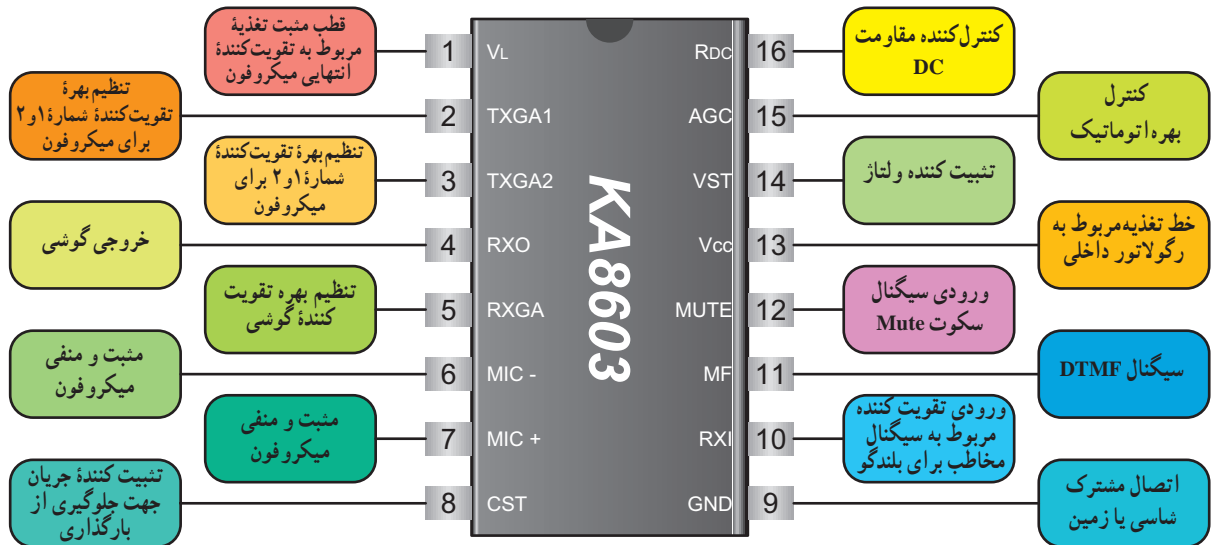 قطب مثبت تغذیهٔ
مربوط به تقویت‌کنندهٔ
انتهایی میکروفون
1
VL
تنظیم بهرهٔ
تقویت‌کنندهٔ شمارهٔ ۱و۲
برای میکروفون
2
TXGA1
تنظیم بهرهٔ تقویت‌کنندهٔ
شمارهٔ ۱و۲ برای
میکروفون
3
TXGA2
خروجی گوشی
4
RXO
تنظیم بهره تقویت
کنندهٔ گوشی
5
RXGA
مثبت و منفی
میکروفون
6
MIC -
مثبت و منفی
میکروفون
7
MIC +
تثبیت کنندهٔ جریان
جهت جلوگیری از
بارگذاری
8
CST
KA8603
RDC
16
کنترل‌کننده مقاومت
DC
AGC
15
کنترل
بهره اتوماتیک
VST
14
تثبیت کننده ولتاژ
Vcc
13
خط تغذیه مربوط به
رگولاتور داخلی
MUTE
12
ورودی سیگنال
سکوت Mute
MF
11
سیگنال DTMF
RXI
10
ورودی تقویت کننده
مربوط به سیگنال
مخاطب برای بلندگو
GND
9
اتصال مشترک
شاسی یا زمین